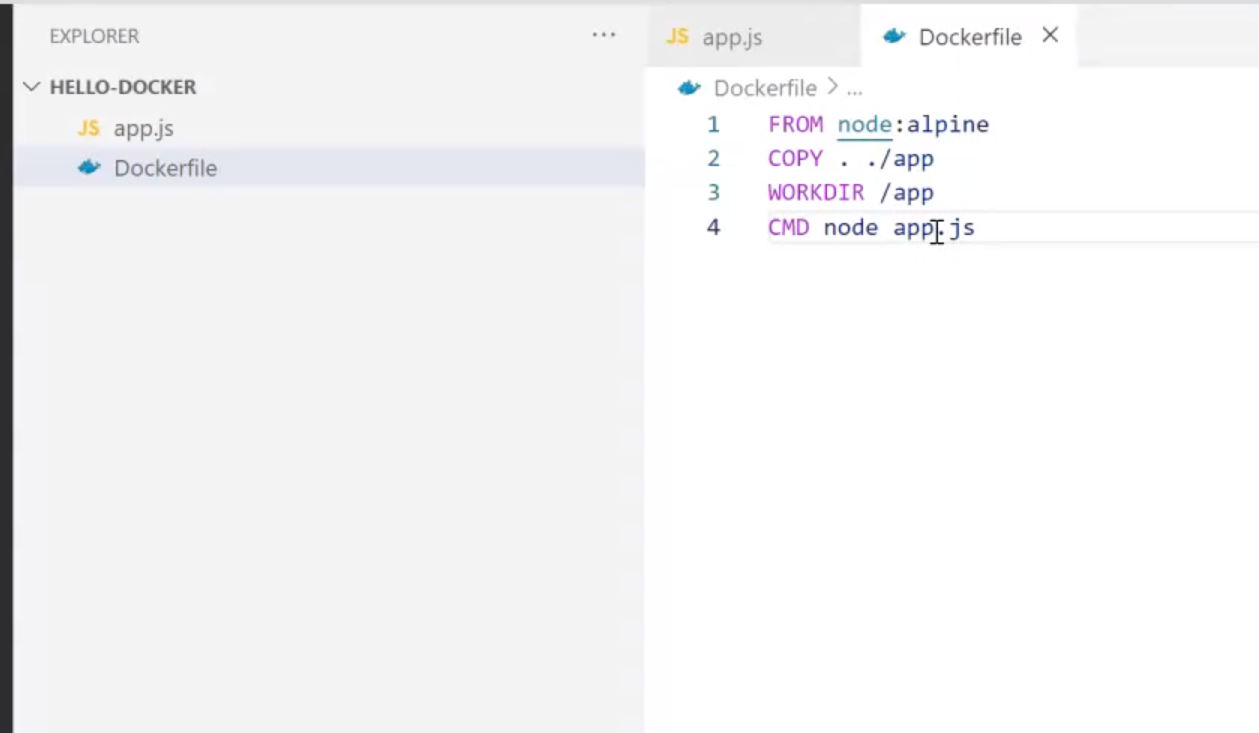 EXPLORER ...
HELLO-DOCKER
JS app.js
Dockerfile
JS app.js Dockerfile
Dockerfile > ...
1 FROM node:alpine
2 COPY . ./app
3 WORKDIR /app
4 CMD node app.js